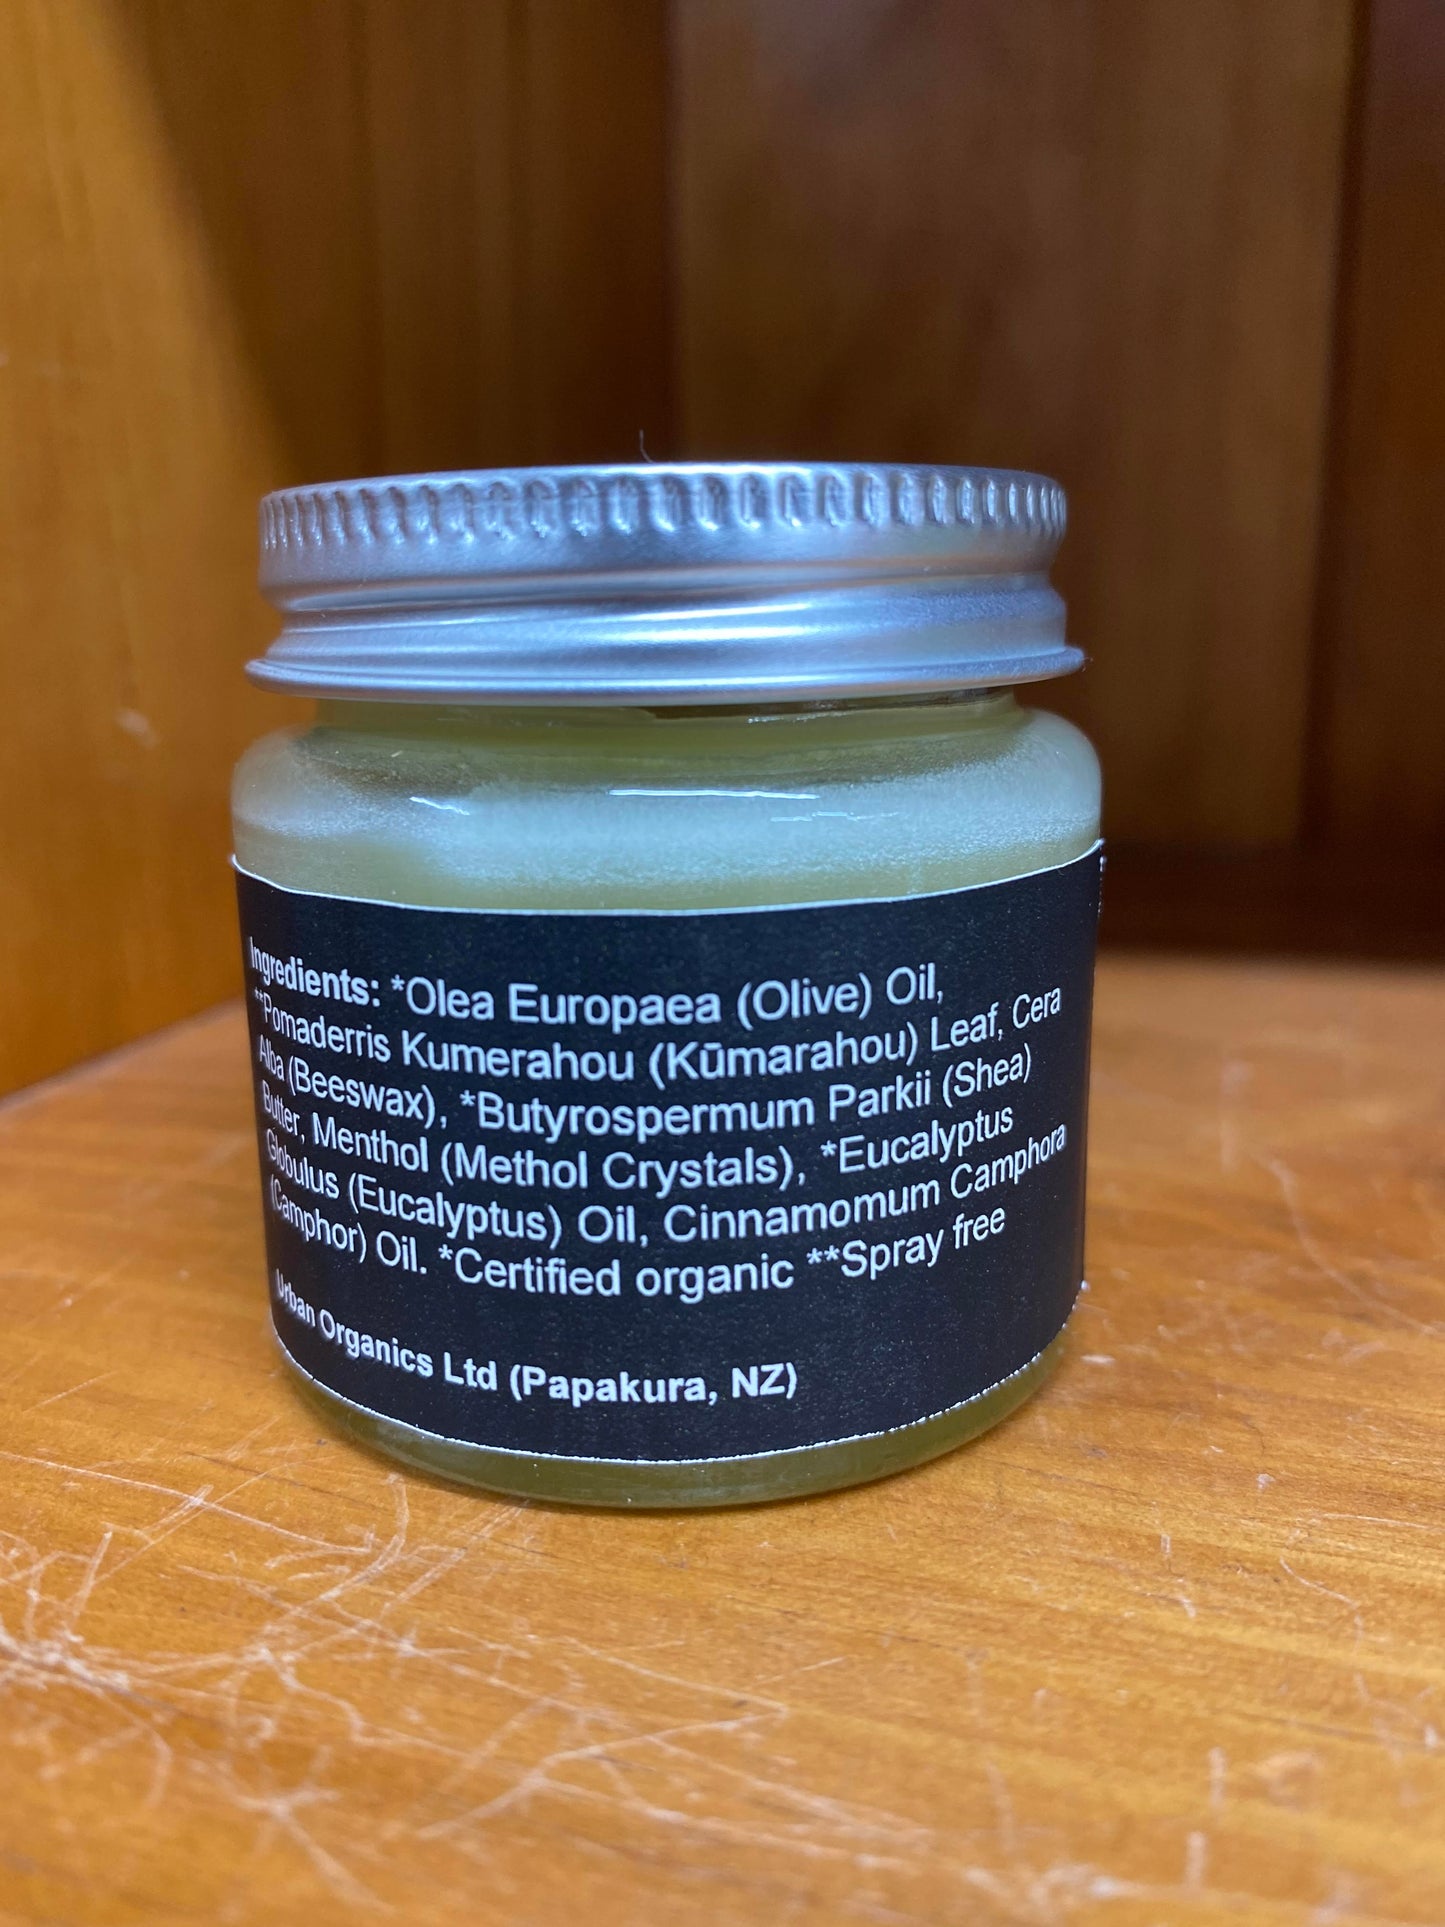 Ingredients: *Olea Europaea (Olive) Oil,
**Pomaderris Kumerahou (Kūmarahou) Leaf, Cera
Alba (Beeswax), *Butyrospermum Parkii (Shea)
Butter, Menthol (Methol Crystals), *Eucalyptus
Globulus (Eucalyptus) Oil, Cinnamomum Camphora
(Camphor) Oil. *Certified organic **Spray free
Urban Organics Ltd (Papakura, NZ)